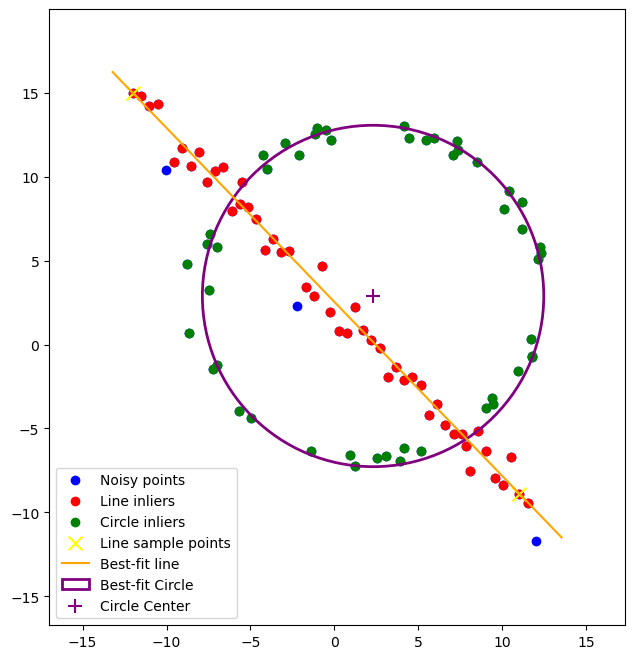 15
10
5
0
−5
−10
−15
Noisy points
Line inliers
Circle inliers
Line sample points
Best-fit line
Best-fit Circle
Circle Center
−15 −10 −5 0 5 10 15